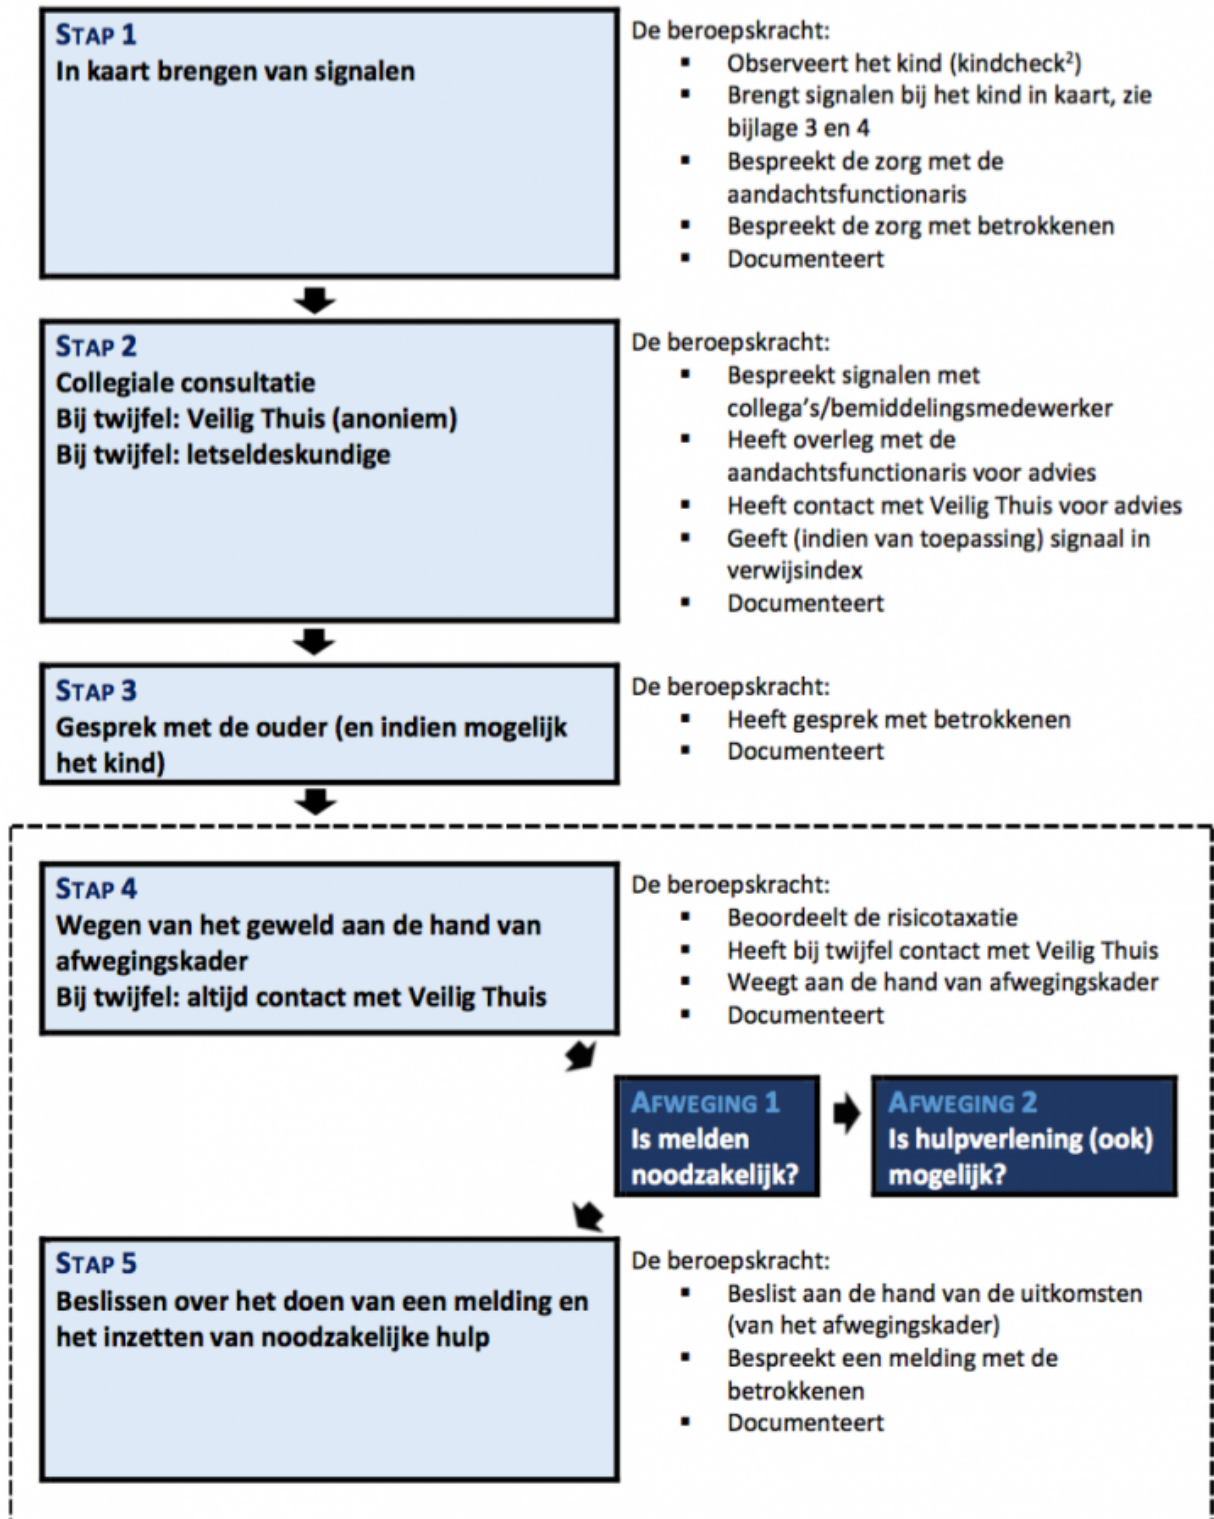 STAP 1
In kaart brengen van signalen
De beroepskracht:
▪ Observeert het kind (kindcheck²)
▪ Brengt signalen bij het kind in kaart, zie
bijlage 3 en 4
▪ Bespreekt de zorg met de
aandachtsfunctionaris
▪ Bespreekt de zorg met betrokkenen
▪ Documenteert
STAP 2
Collegiale consultatie
Bij twijfel: Veilig Thuis (anoniem)
Bij twijfel: letseldeskundige
De beroepskracht:
▪ Bespreekt signalen met
collega's/bemiddelingsmedewerker
▪ Heeft overleg met de
aandachtsfunctionaris voor advies
▪ Heeft contact met Veilig Thuis voor advies
▪ Geeft (indien van toepassing) signaal in
verwijsindex
▪ Documenteert
STAP 3
Gesprek met de ouder (en indien mogelijk
het kind)
De beroepskracht:
▪ Heeft gesprek met betrokkenen
▪ Documenteert
STAP 4
Wegen van het geweld aan de hand van
afwegingskader
Bij twijfel: altijd contact met Veilig Thuis
De beroepskracht:
▪ Beoordeelt de risicotaxatie
▪ Heeft bij twijfel contact met Veilig Thuis
▪ Weegt aan de hand van afwegingskader
▪ Documenteert
AFWEGING 1
Is melden
noodzakelijk?
AFWEGING 2
Is hulpverlening (ook)
mogelijk?
STAP 5
Beslissen over het doen van een melding en
het inzetten van noodzakelijke hulp
De beroepskracht:
▪ Beslist aan de hand van de uitkomsten
(van het afwegingskader)
▪ Bespreekt een melding met de
betrokkenen
▪ Documenteert